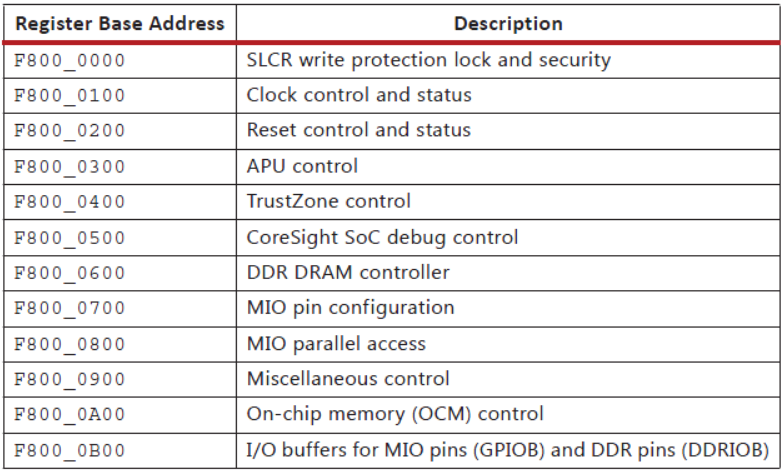 Register Base Address Description
F800_0000 SLCR write protection lock and security
F800_0100 Clock control and status
F800_0200 Reset control and status
F800_0300 APU control
F800_0400 TrustZone control
F800_0500 CoreSight SoC debug control
F800_0600 DDR DRAM controller
F800_0700 MIO pin configuration
F800_0800 MIO parallel access
F800_0900 Miscellaneous control
F800_0A00 On-chip memory (OCM) control
F800_0B00 I/O buffers for MIO pins (GPIOB) and DDR pins (DDRIOB)